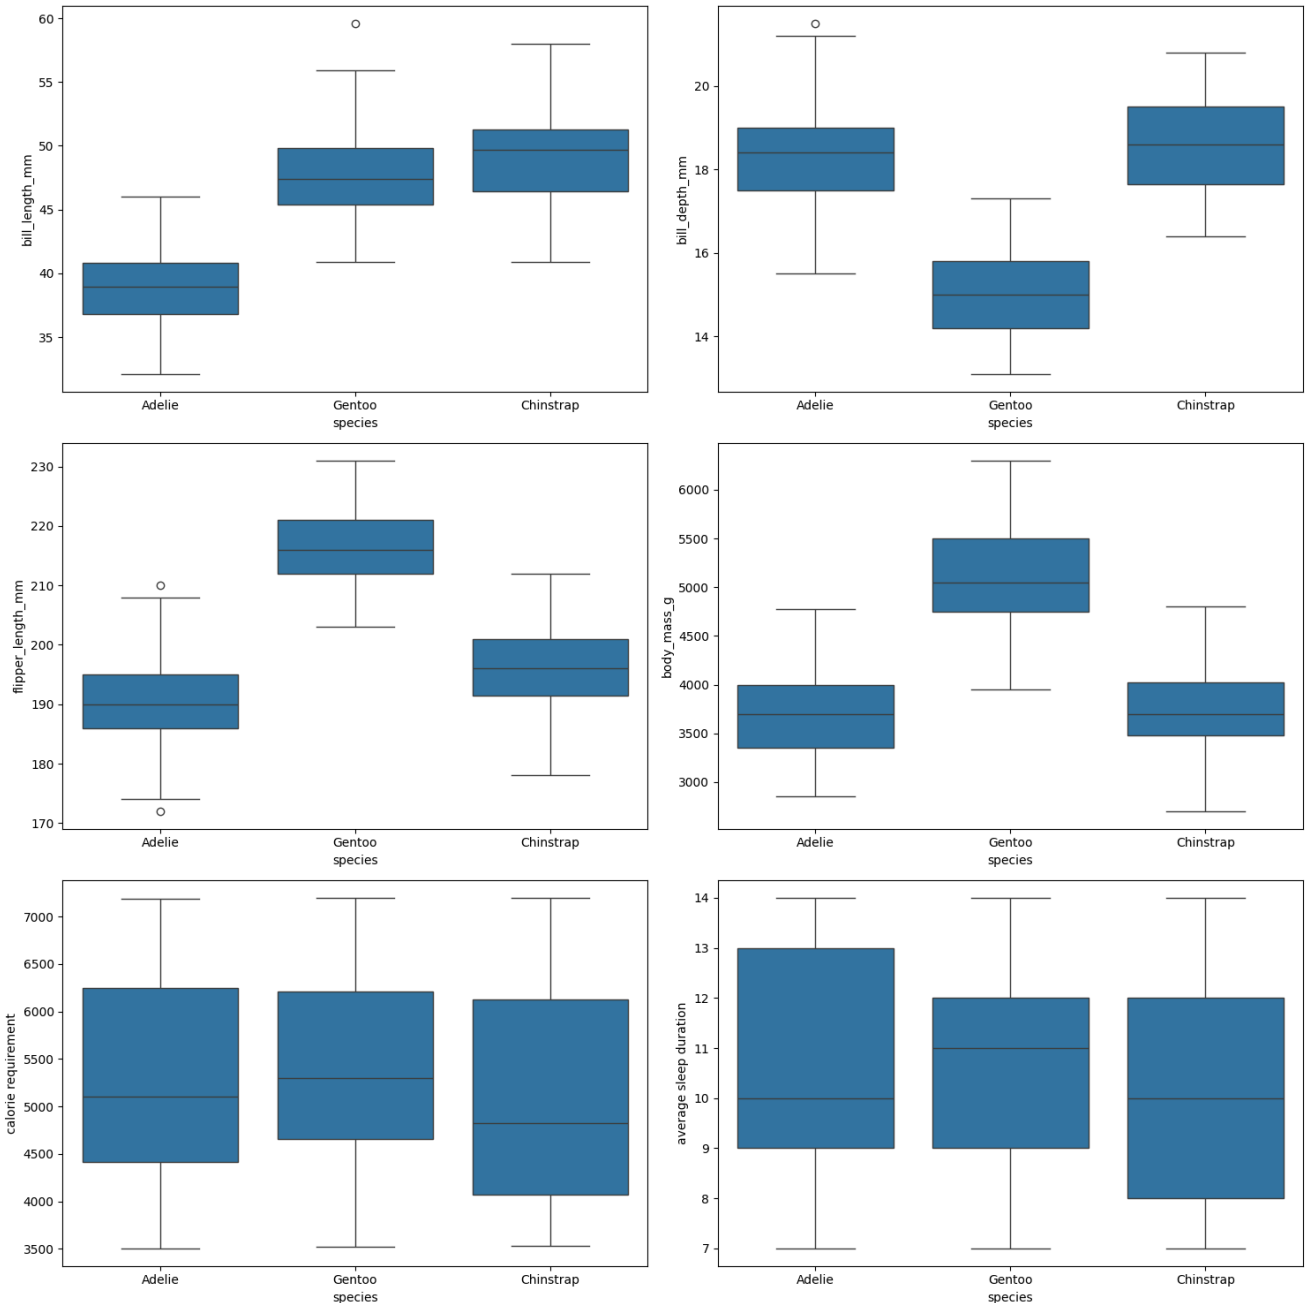 bill_length_mm
60
55
50
45
40
35
Adelie Gentoo Chinstrap
species
bill_depth_mm
20
18
16
14
Adelie Gentoo Chinstrap
species
flipper_length_mm
230
220
210
200
190
180
170
Adelie Gentoo Chinstrap
species
body_mass_g
6000
5500
5000
4500
4000
3500
3000
Adelie Gentoo Chinstrap
species
calorie requirement
7000
6500
6000
5500
5000
4500
4000
3500
Adelie Gentoo Chinstrap
species
average sleep duration
14
13
12
11
10
9
8
7
Adelie Gentoo Chinstrap
species